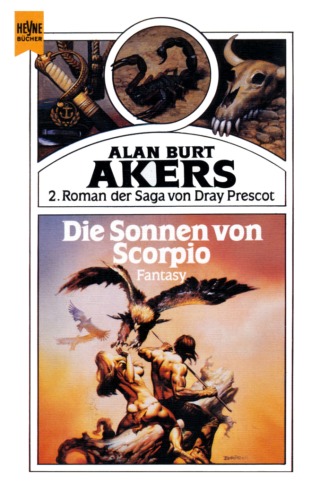 HEYNE
BÜCHER
ALAN BURT
AKERS
2. Roman der Saga von Dray Prescot
Die Sonnen von
Scorpio
Fantasy